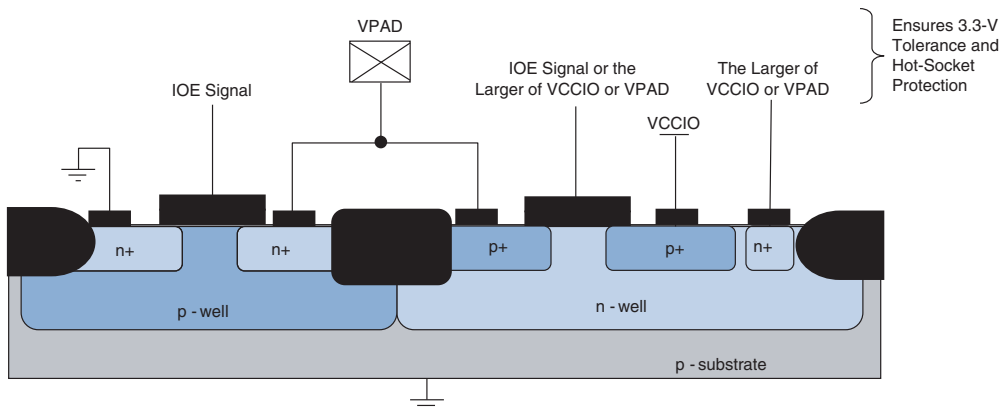 VPAD
IOE Signal
IOE Signal or the
Larger of VCCIO or VPAD
The Larger of
VCCIO or VPAD
Ensures 3.3-V
Tolerance and
Hot-Socket
Protection
VCCIO
n+
n+
p+
p+
n+
p - well
n - well
p - substrate